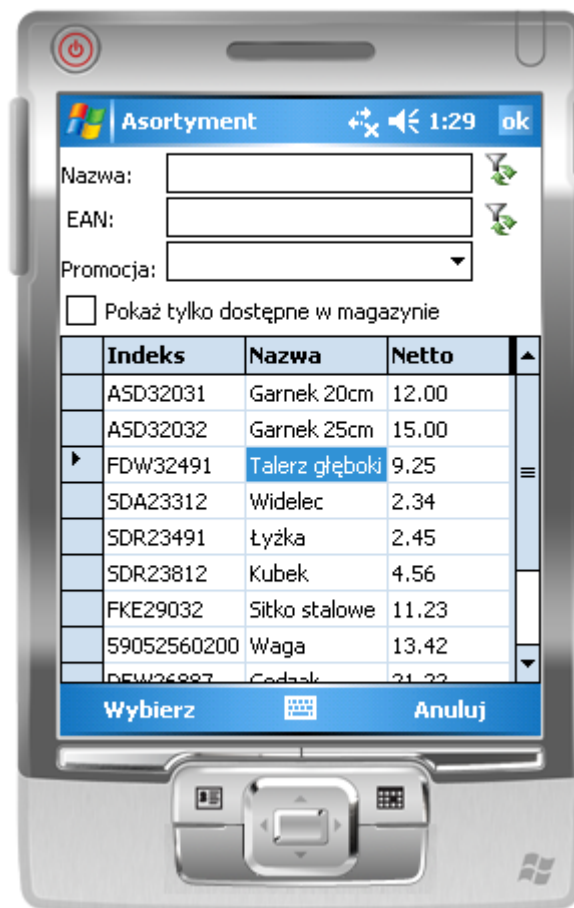 Asortyment 1:29 ok
Nazwa:
EAN:
Promocja:
Pokaż tylko dostępne w magazynie
Indeks Nazwa Netto
ASD32031 Garnek 20cm 12.00
ASD32032 Garnek 25cm 15.00
FDW32491 Talerz głęboki 9.25
SDA23312 Widelec 2.34
SDR23491 Łyżka 2.45
SDR23812 Kubek 4.56
FKE29032 Sitko stalowe 11.23
59052560200 Waga 13.42
Wybierz Anuluj